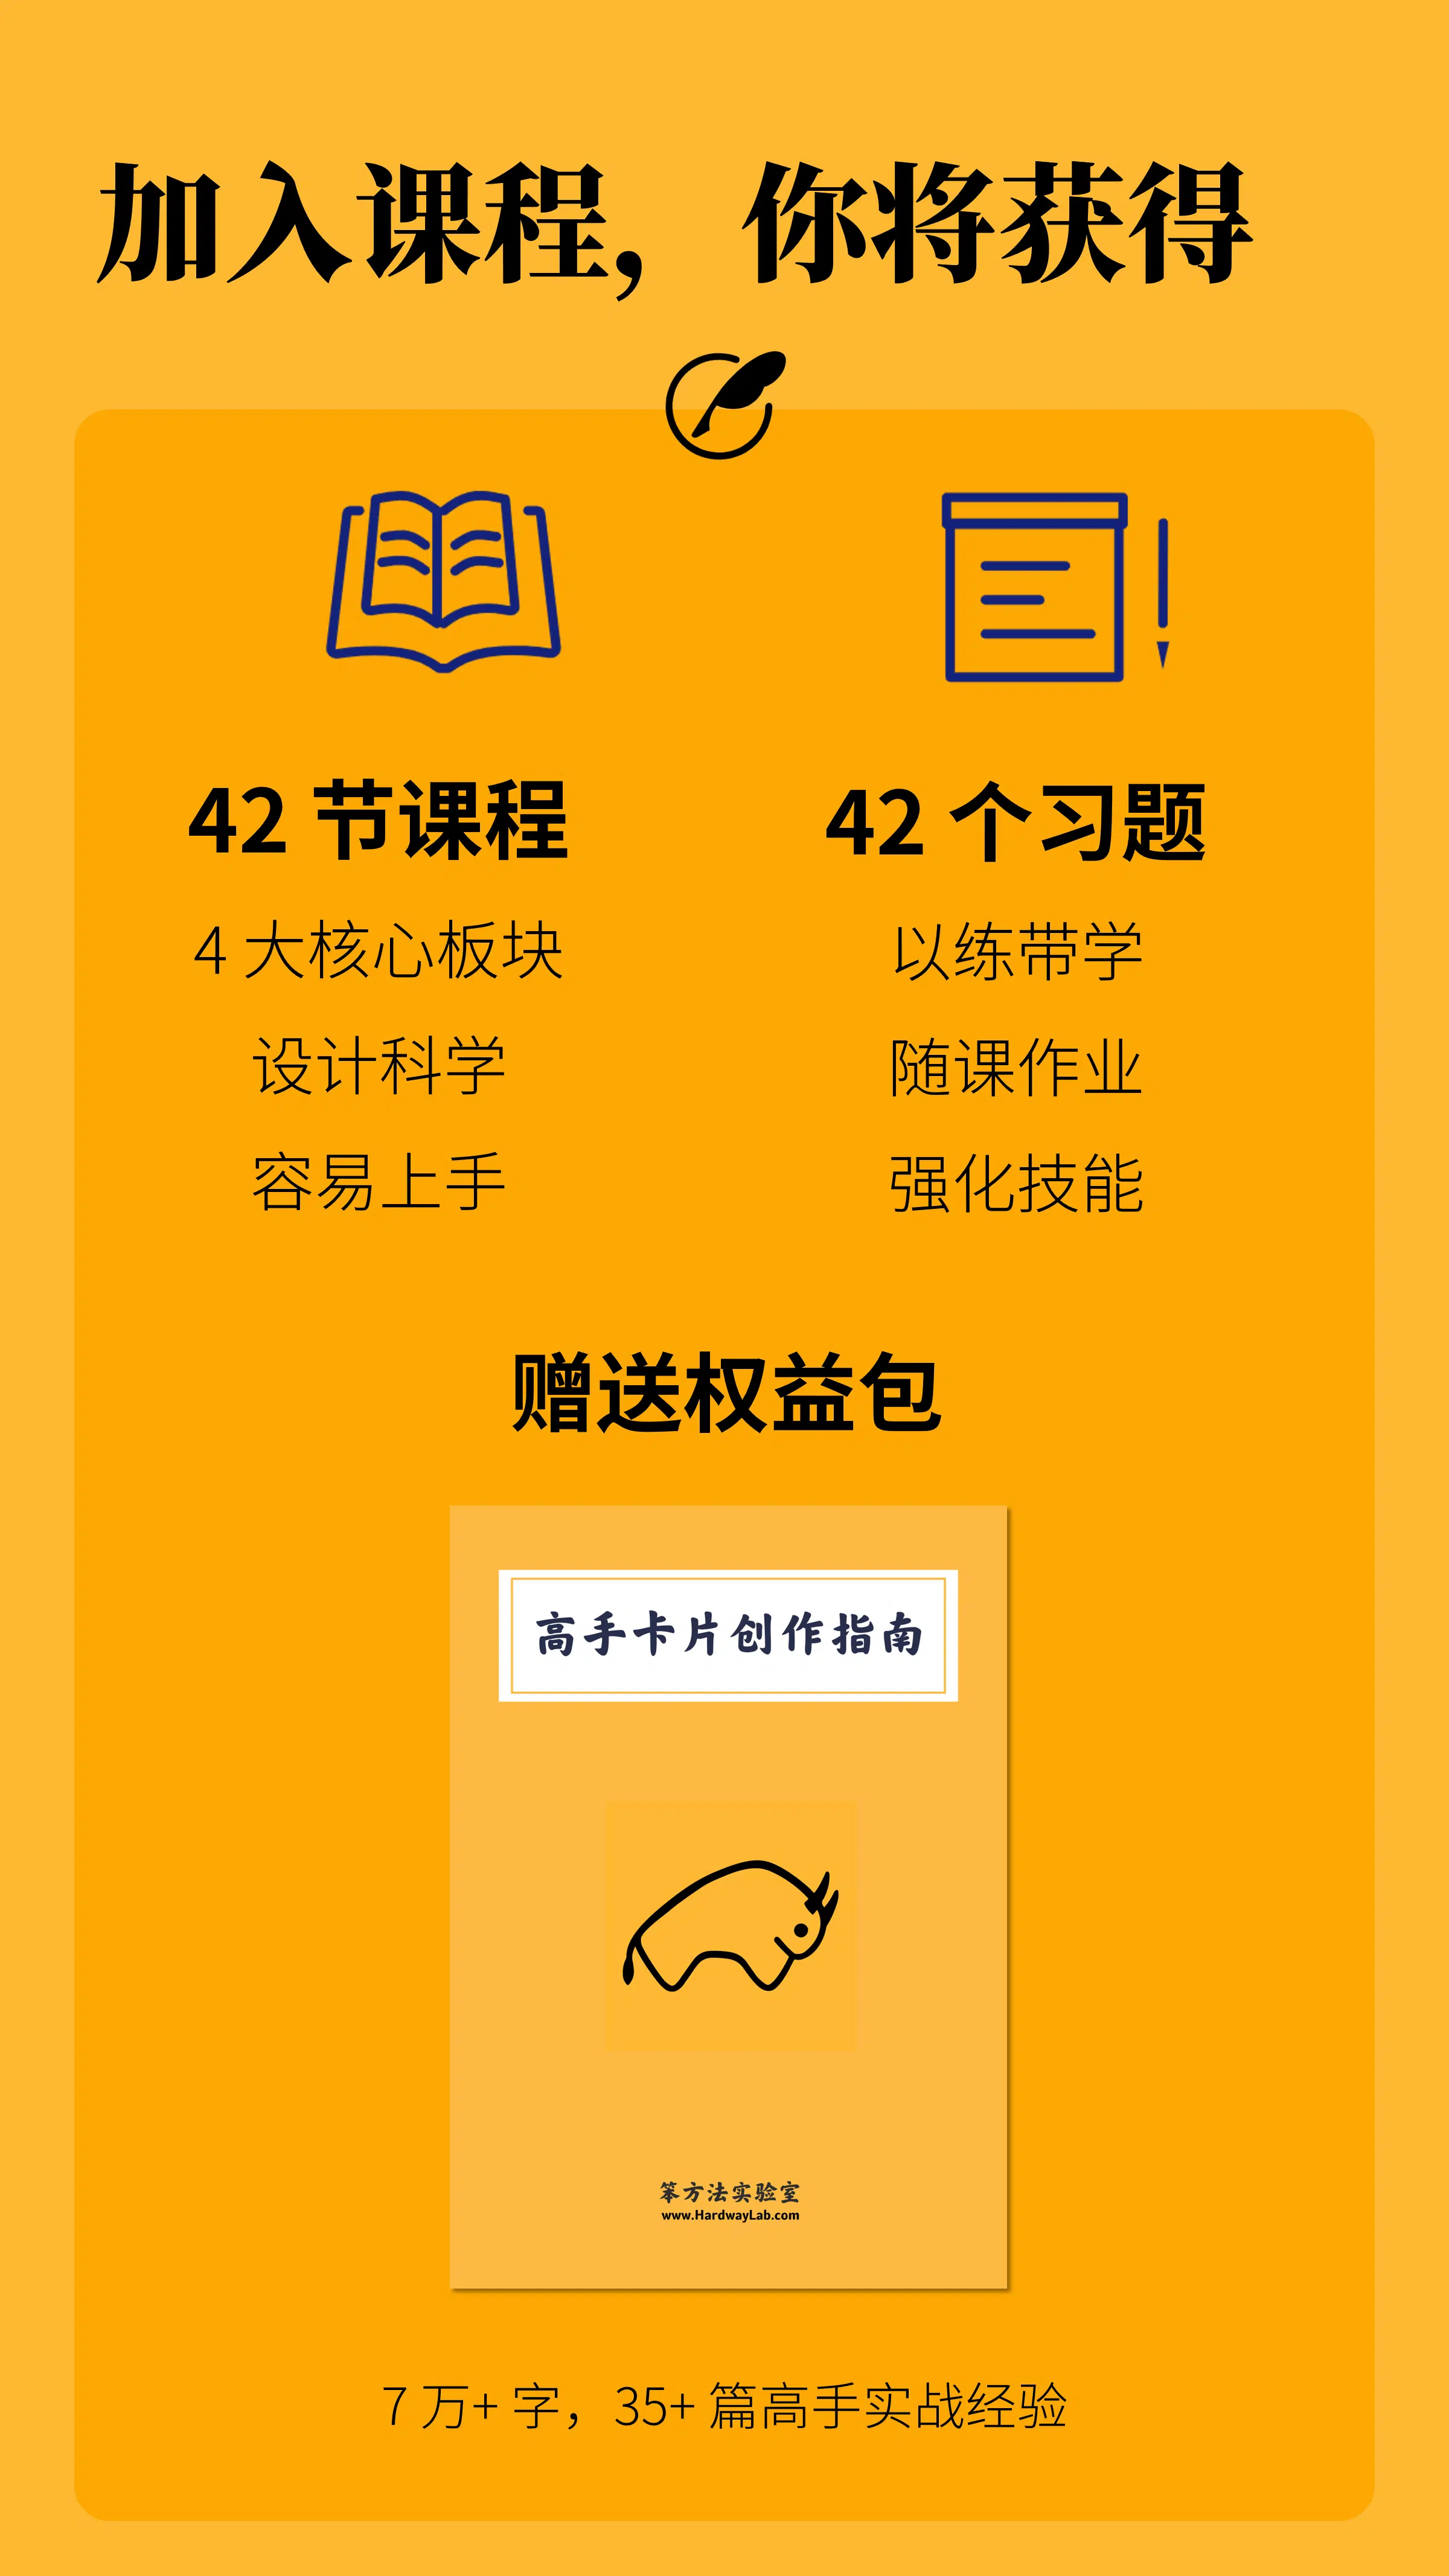 加入课程，你将获得
42 节课程
4 大核心板块
设计科学
容易上手
42 个习题
以练带学
随课作业
强化技能
赠送权益包
高手卡片创作指南
笨方法实验室
www.HardwayLab.com
7 万+ 字，35+ 篇高手实战经验